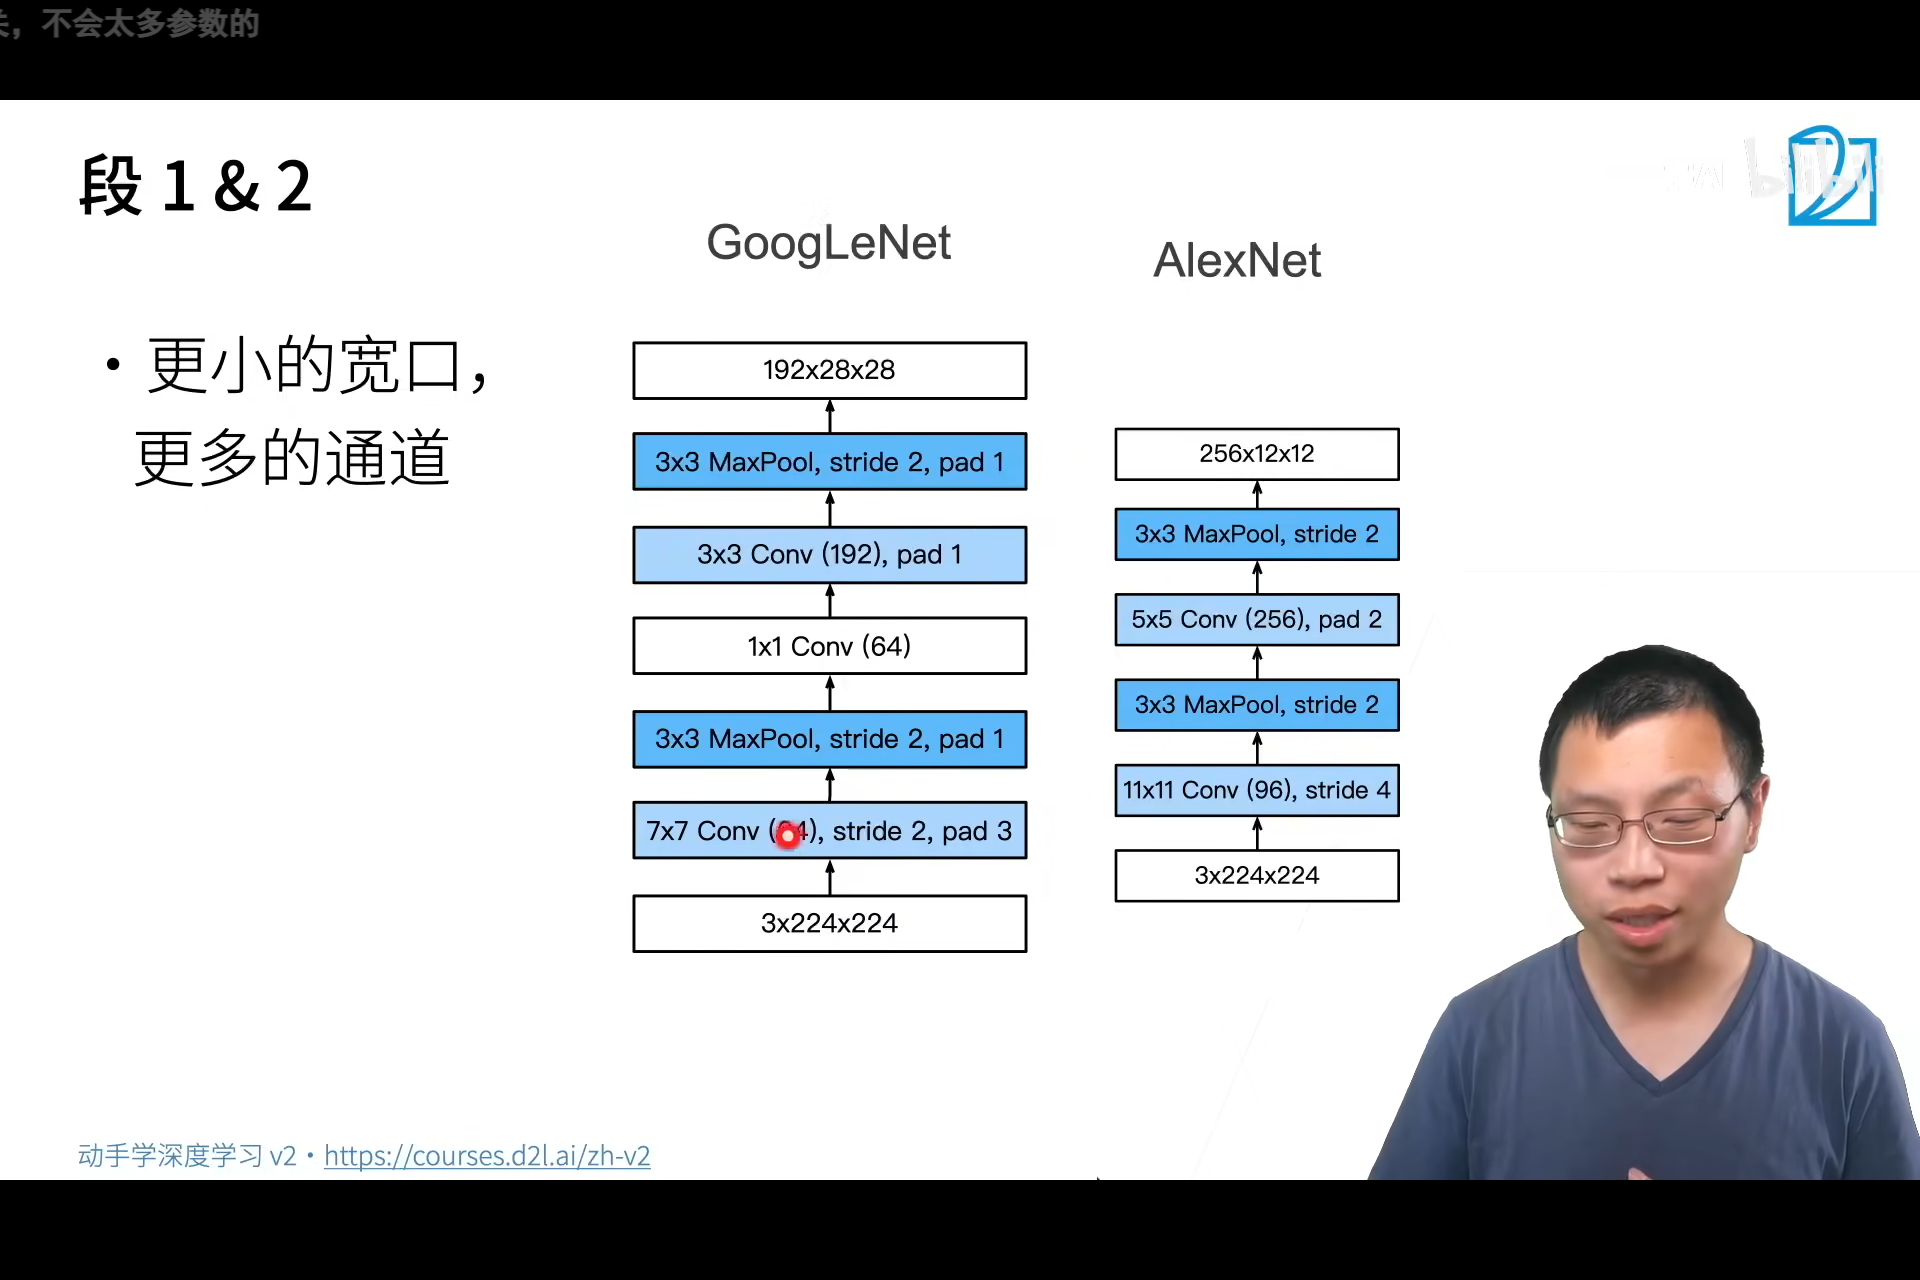 ，不会太多参数的
段 1 & 2
bilibili
GoogLeNet
AlexNet
• 更小的宽口，
更多的通道
192x28x28
3x3 MaxPool, stride 2, pad 1
3x3 Conv (192), pad 1
1x1 Conv (64)
3x3 MaxPool, stride 2, pad 1
7x7 Conv (64), stride 2, pad 3
3x224x224
256x12x12
3x3 MaxPool, stride 2
5x5 Conv (256), pad 2
3x3 MaxPool, stride 2
11x11 Conv (96), stride 4
3x224x224
动手学深度学习 v2 • https://courses.d2l.ai/zh-v2